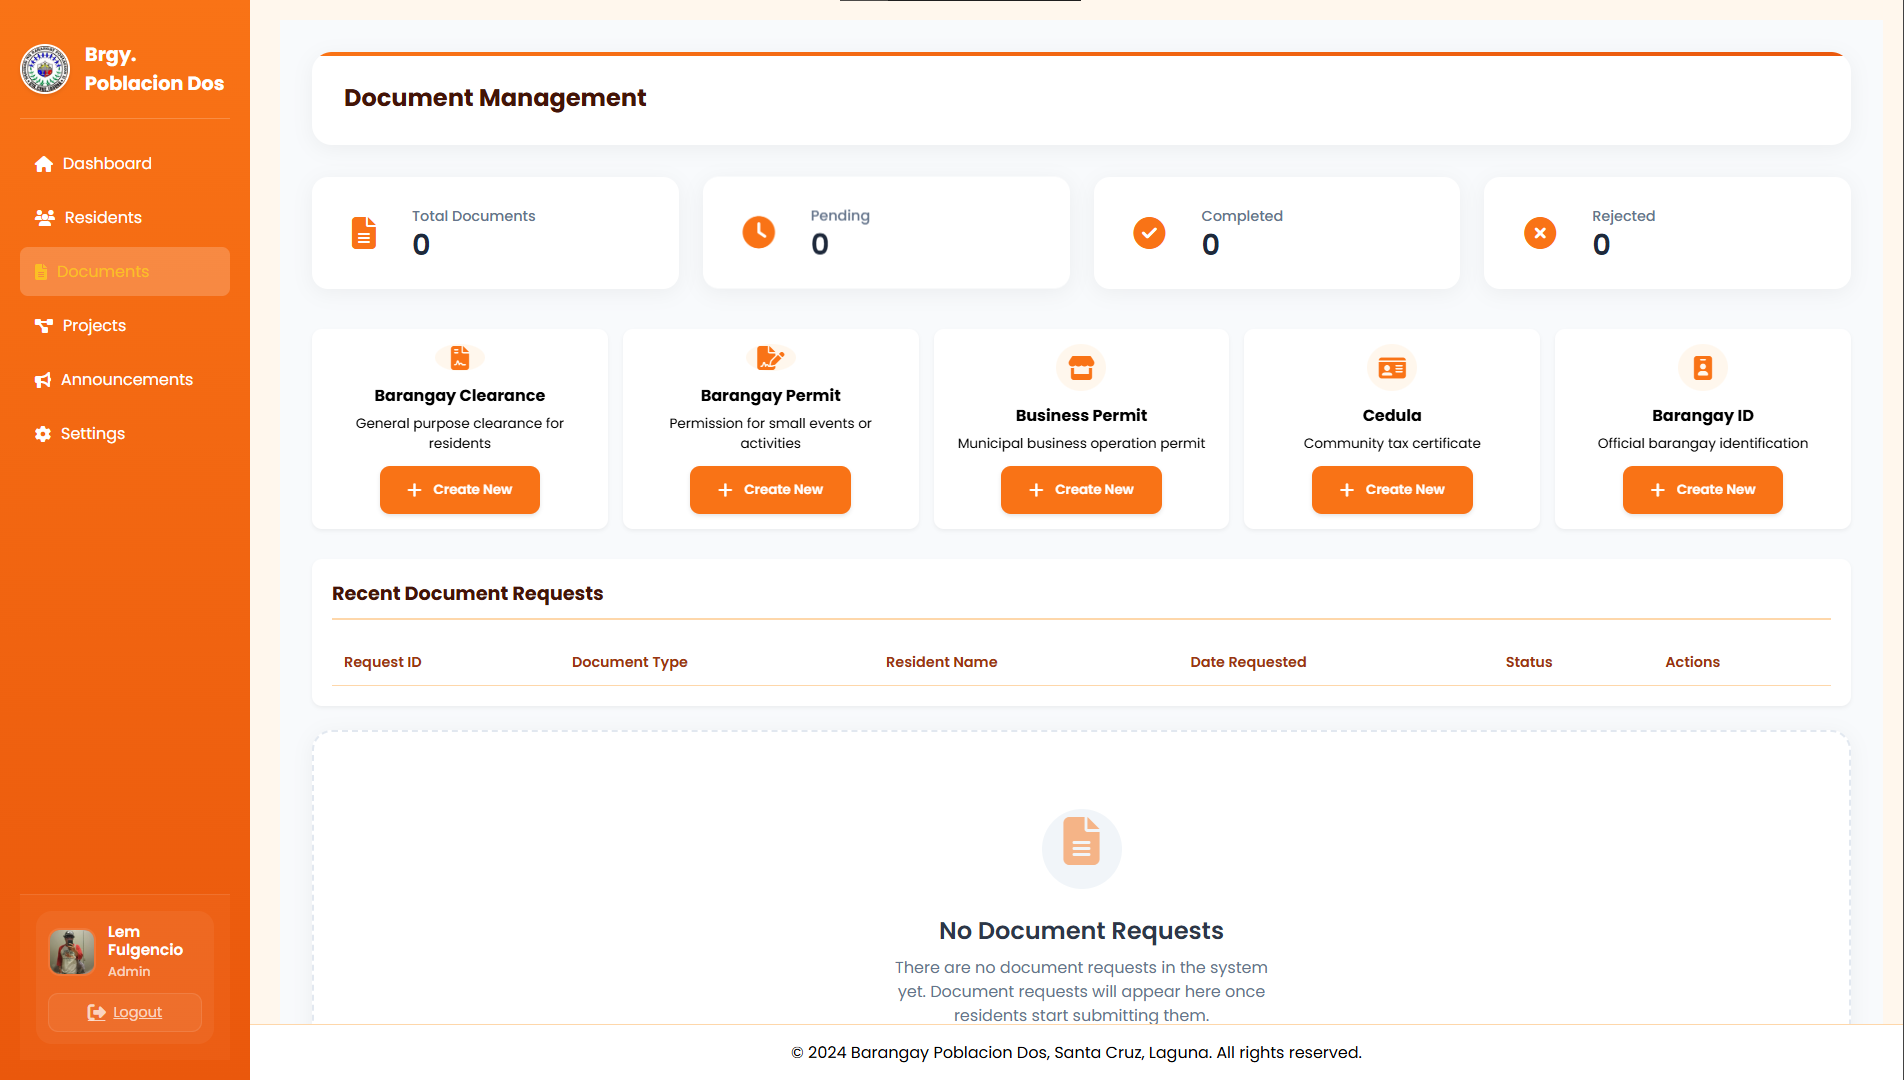 Brgy.
Poblacion Dos
Dashboard
Residents
Documents
Projects
Announcements
Settings
Lem
Fulgencio
Admin
Logout
Document Management
Total Documents
0
Pending
0
Completed
0
Rejected
0
Barangay Clearance
General purpose clearance for
residents
Create New
Barangay Permit
Permission for small events or
activities
Create New
Business Permit
Municipal business operation permit
Create New
Cedula
Community tax certificate
Create New
Barangay ID
Official barangay identification
Create New
Recent Document Requests
Request ID Document Type Resident Name Date Requested Status Actions
No Document Requests
There are no document requests in the system
yet. Document requests will appear here once
residents start submitting them.
© 2024 Barangay Poblacion Dos, Santa Cruz, Laguna. All rights reserved.